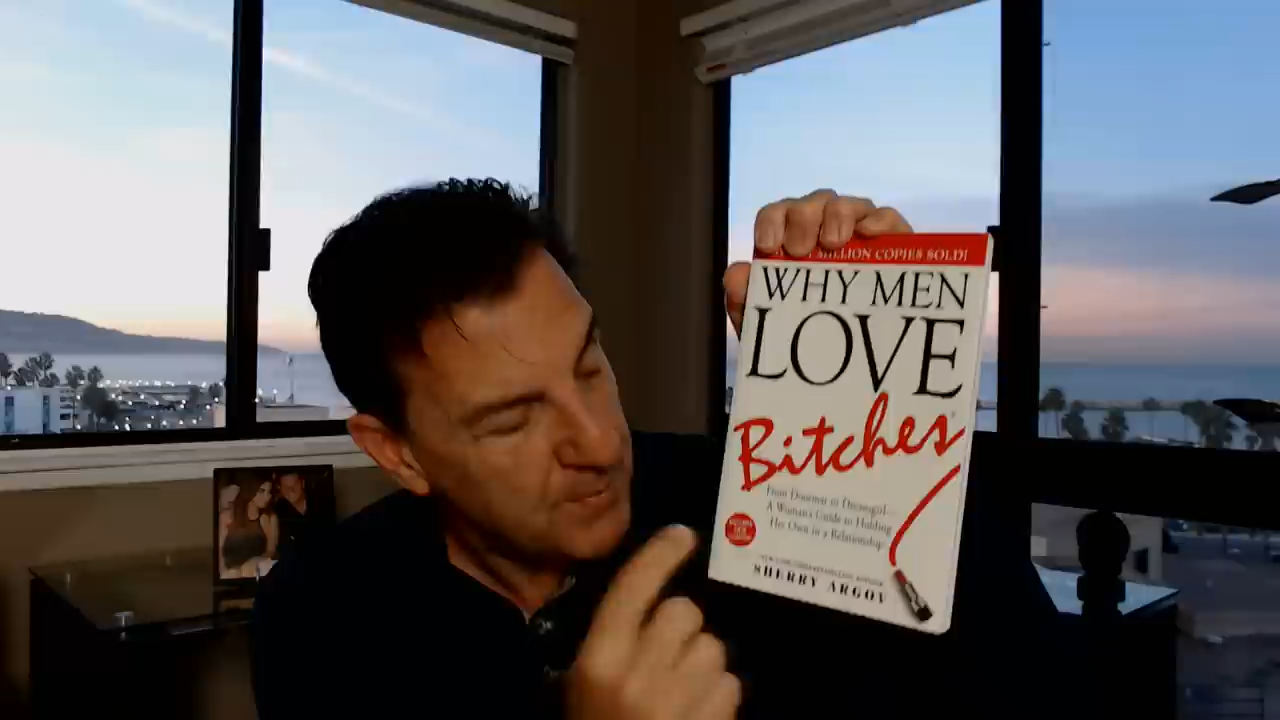 MILLION COPIES SOLD!
WHY MEN
LOVE
Bitches
From Doormat to Dreamgirl—
A Woman's Guide to Holding
Her Own in a Relationship
SHERRY ARGOV